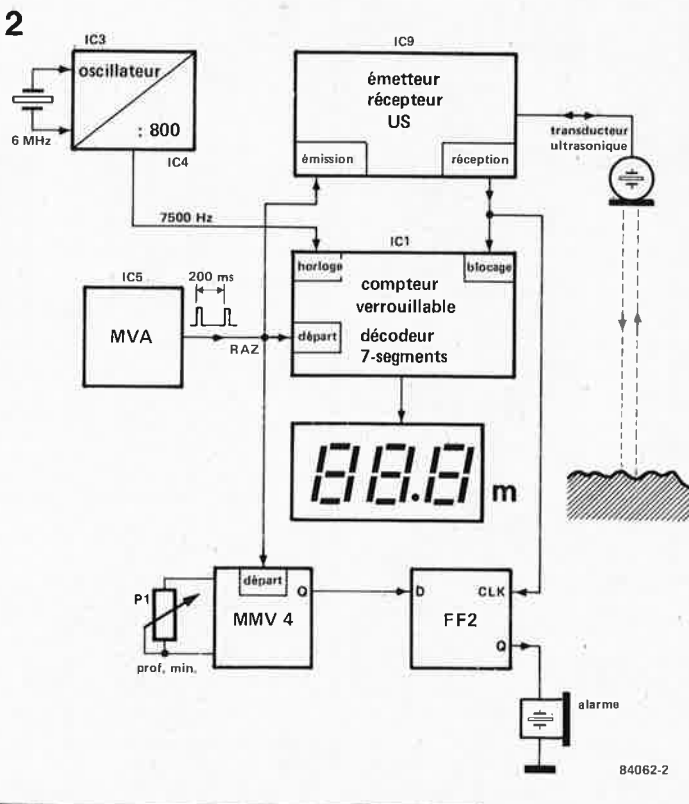 2
IC3
oscillateur
: 800
6 MHz
IC4
IC9
émetteur
récepteur
US
émission
réception
transducteur
ultrasonique
7500 Hz
IC1
horloge
blocage
compteur
verrouillable
départ
décodeur
7-segments
IC5
200 ms
MVA
RAZ
88.8 m
départ
Q
P1
MMV 4
prof. min.
D
CLK
FF2
Q
alarme
84062-2